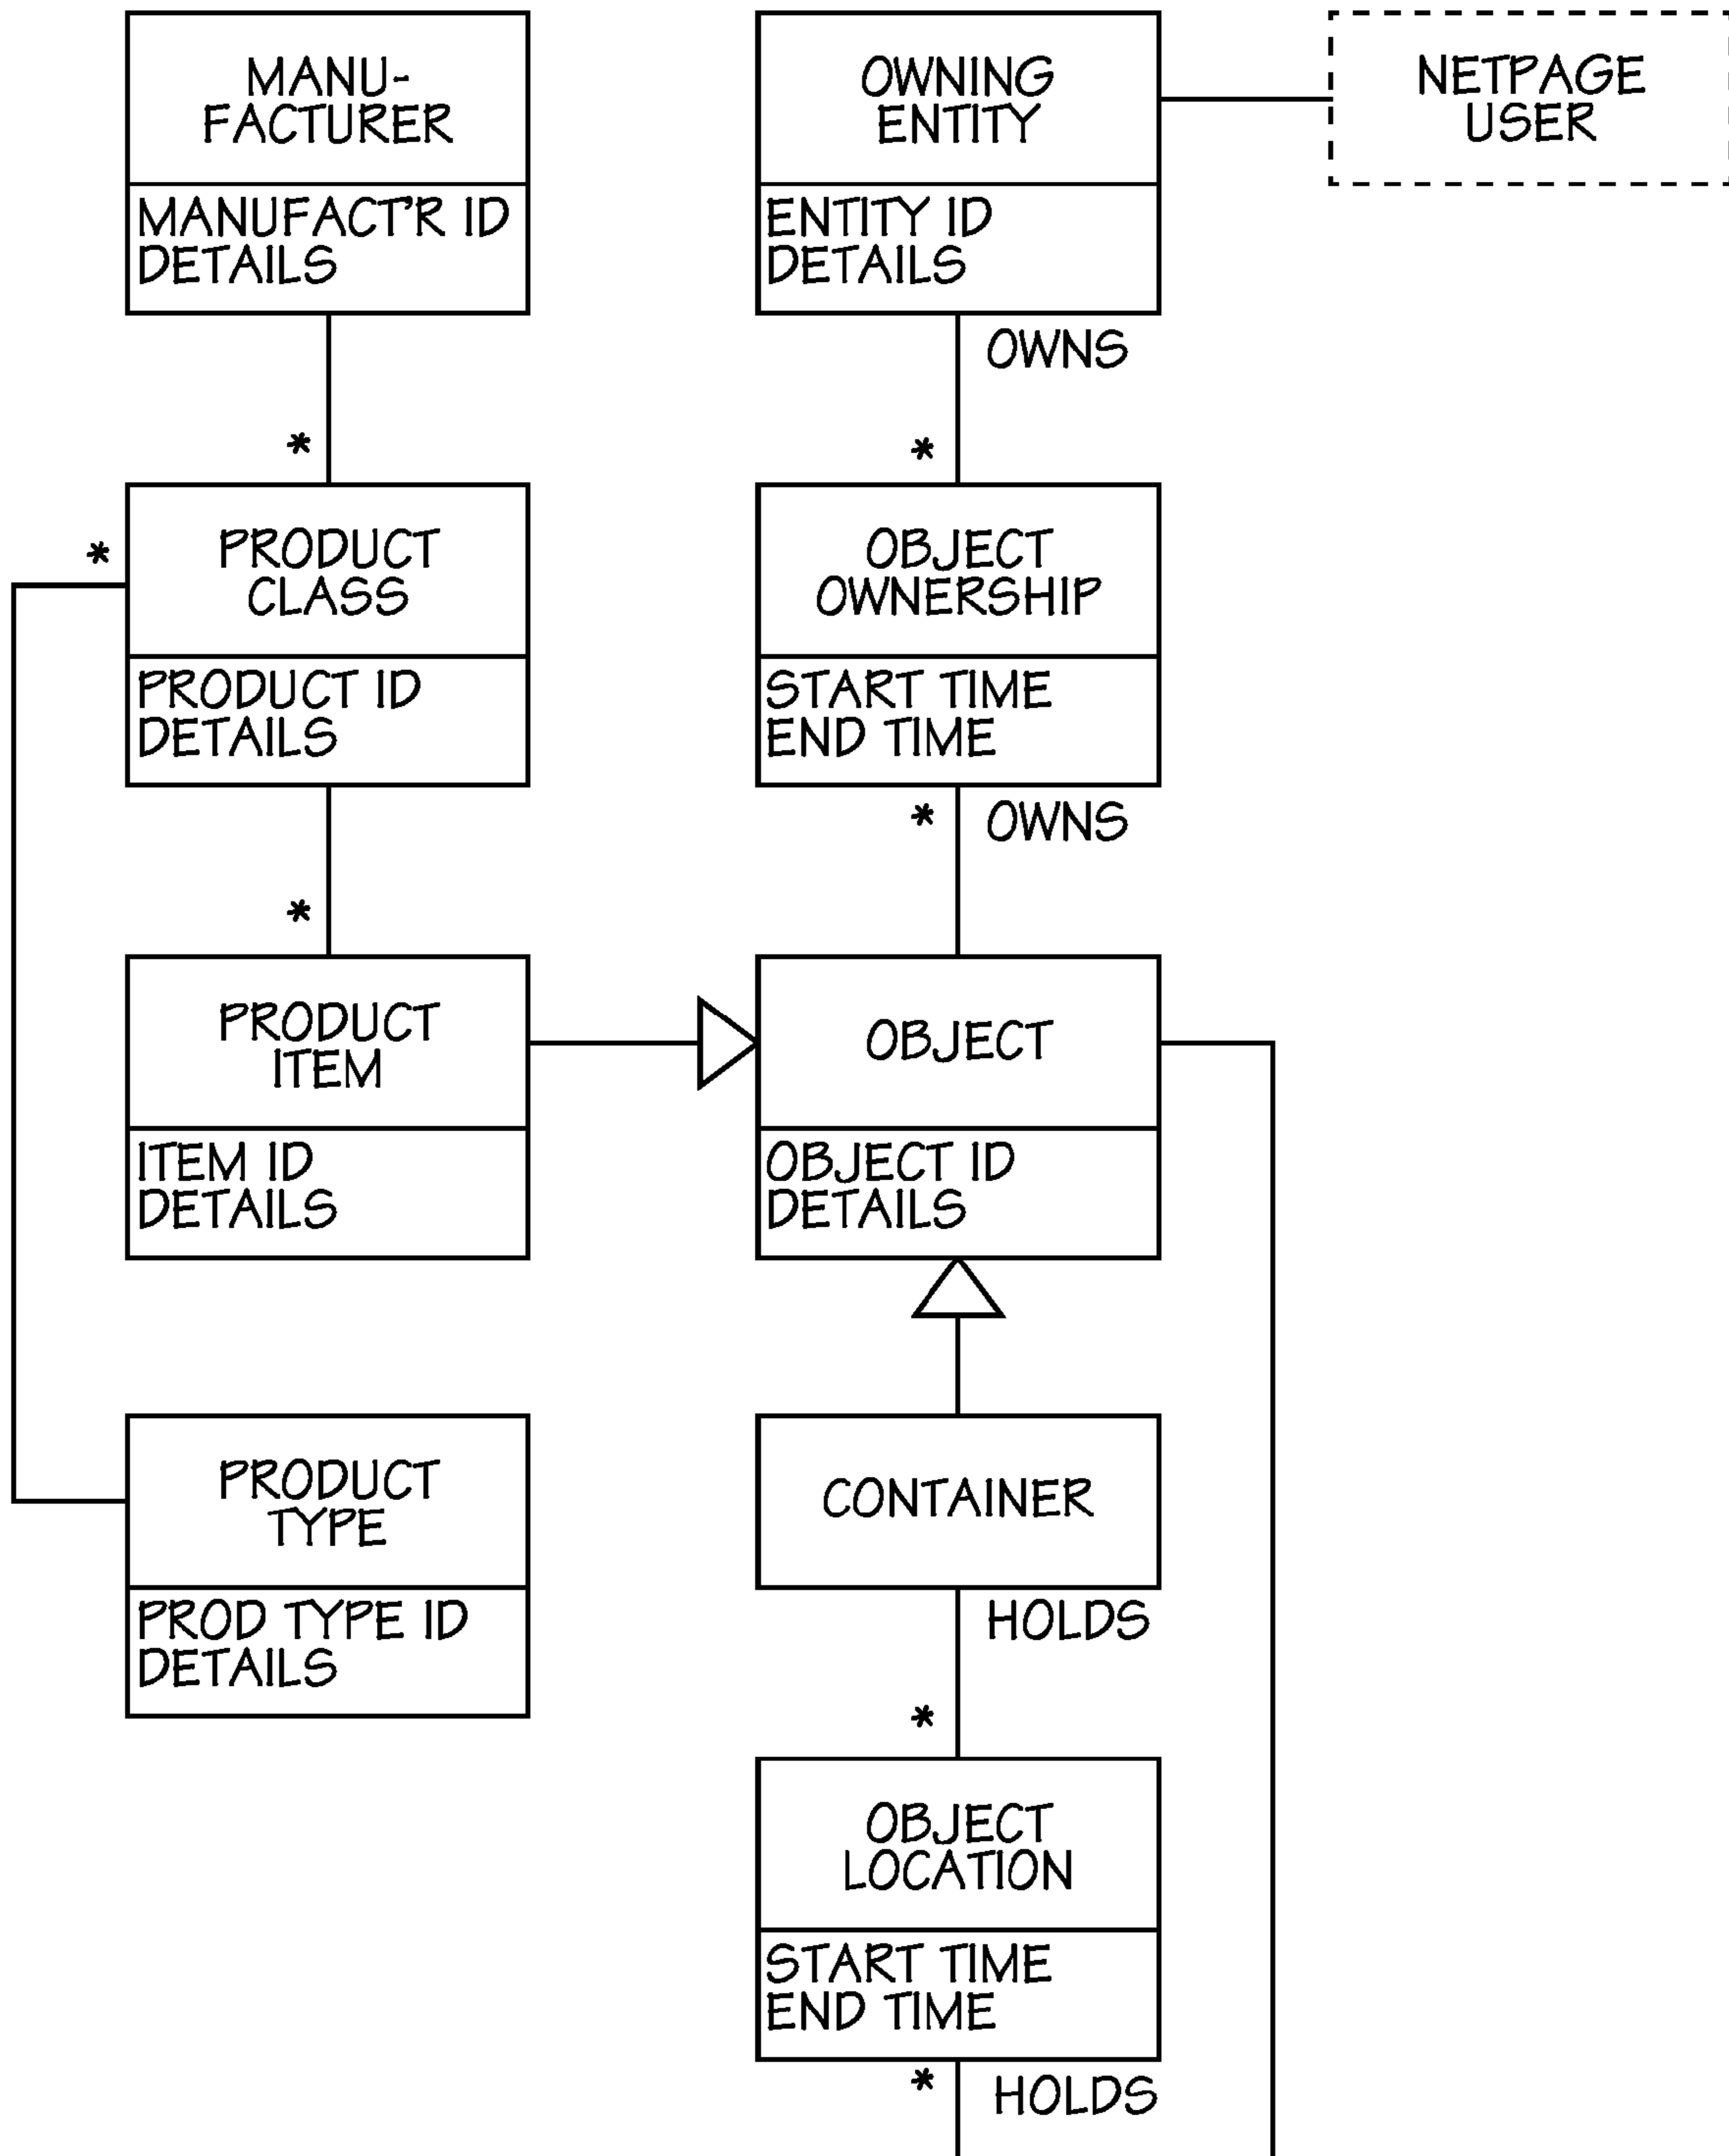 MANU-
FACTURER
MANUFACT'R ID
DETAILS
OWNING
ENTITY
ENTITY ID
DETAILS
NETPAGE
USER
OWNS
*
*
*
PRODUCT
CLASS
PRODUCT ID
DETAILS
OBJECT
OWNERSHIP
START TIME
END TIME
* OWNS
*
PRODUCT
ITEM
ITEM ID
DETAILS
OBJECT
OBJECT ID
DETAILS
PRODUCT
TYPE
PROD TYPE ID
DETAILS
CONTAINER
HOLDS
*
OBJECT
LOCATION
START TIME
END TIME
* HOLDS